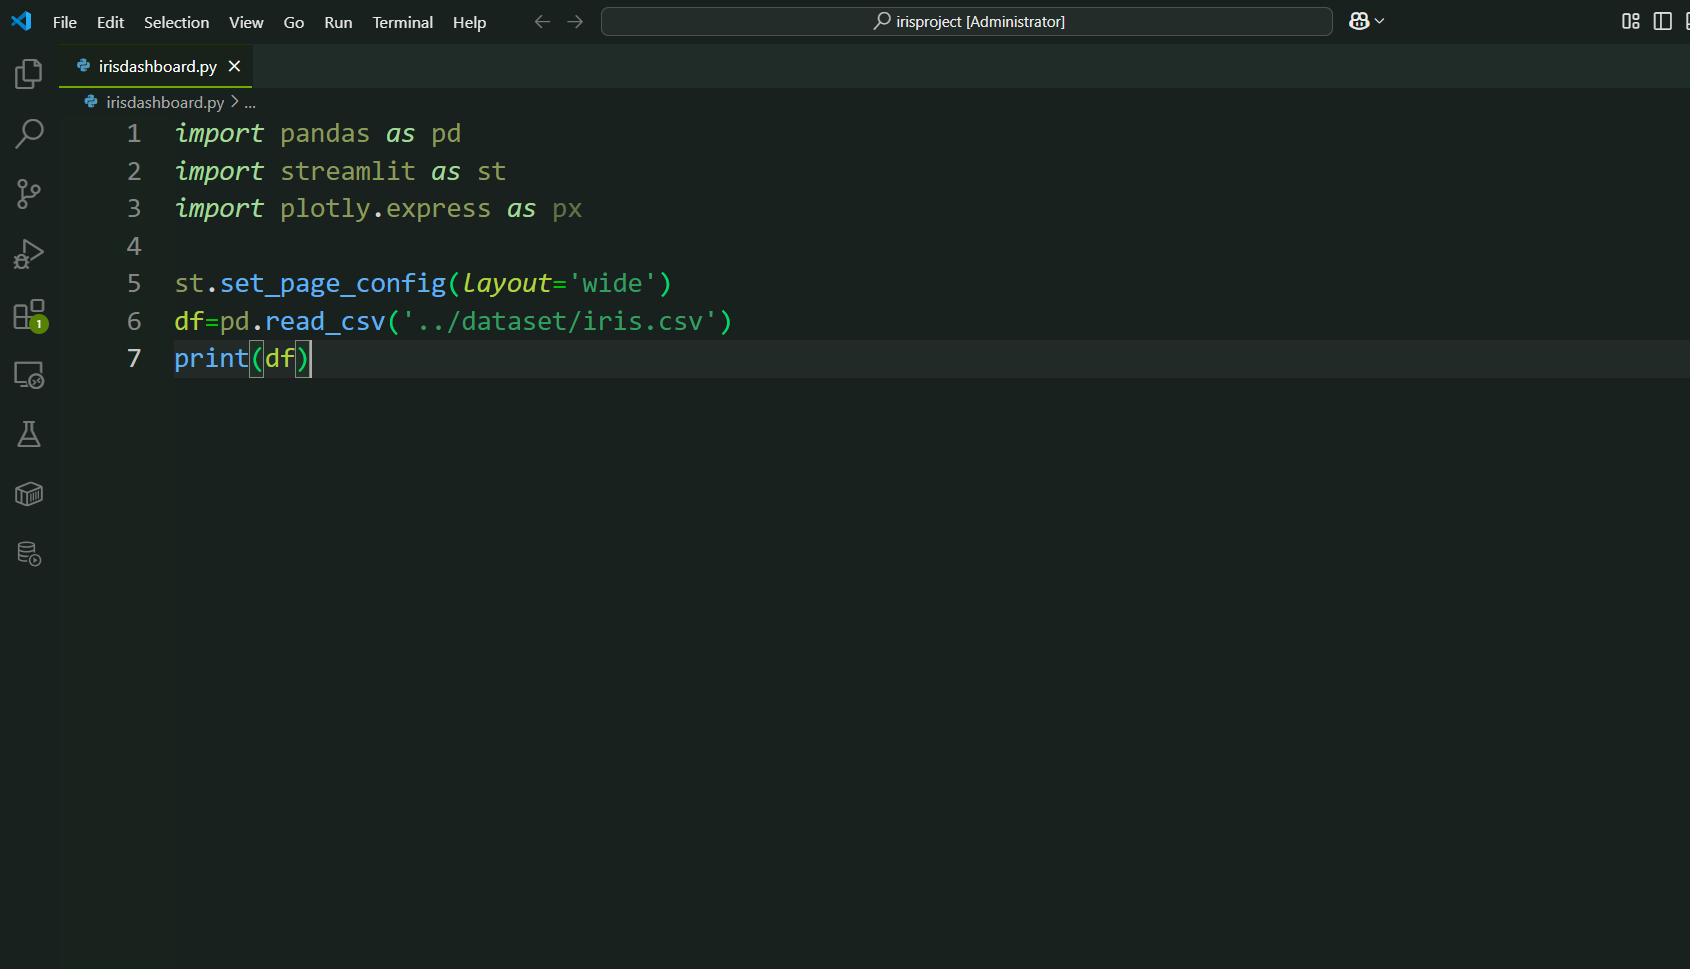 File Edit Selection View Go Run Terminal Help
irisproject [Administrator]
irisdashboard.py
irisdashboard.py > ...
1 import pandas as pd
2 import streamlit as st
3 import plotly.express as px
4
5 st.set_page_config(layout='wide')
6 df=pd.read_csv('../dataset/iris.csv')
7 print(df)
1